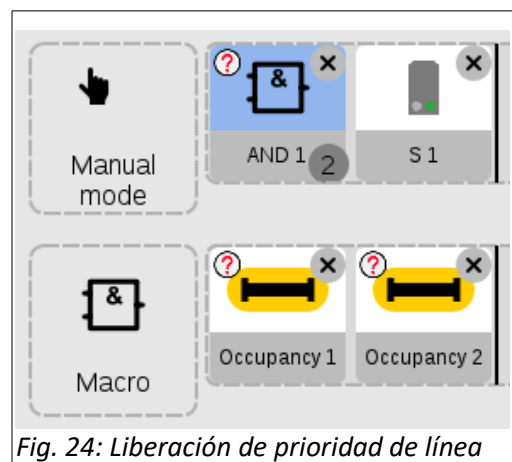 ?
&
×
×
Manual
mode
AND 1
2
S 1
&
Macro
?
×
?
×
Occupancy 1
Occupancy 2
Fig. 24: Liberación de prioridad de línea